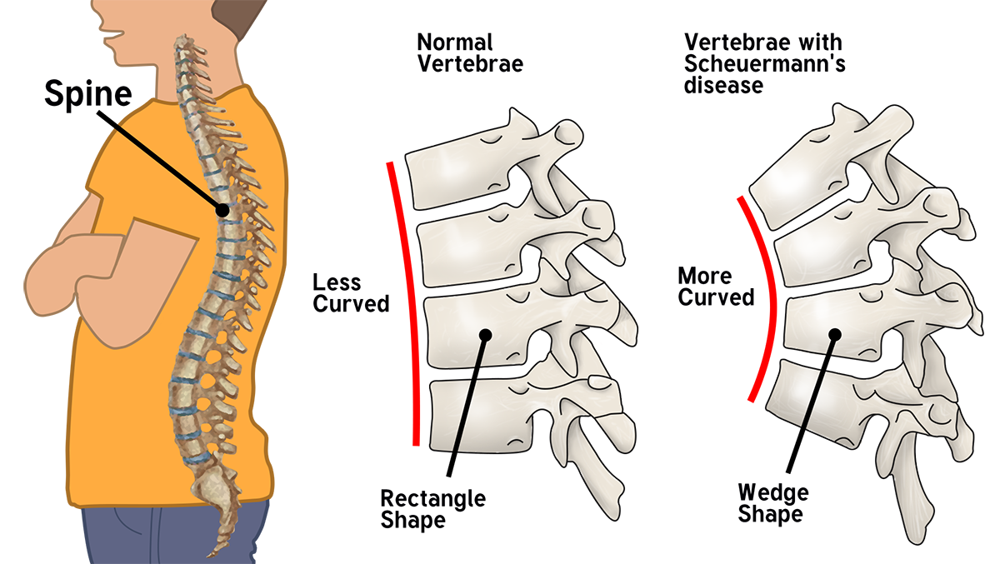 Spine
Normal
Vertebrae
Less
Curved
Rectangle
Shape
Vertebrae with
Scheuermann's
disease
More
Curved
Wedge
Shape